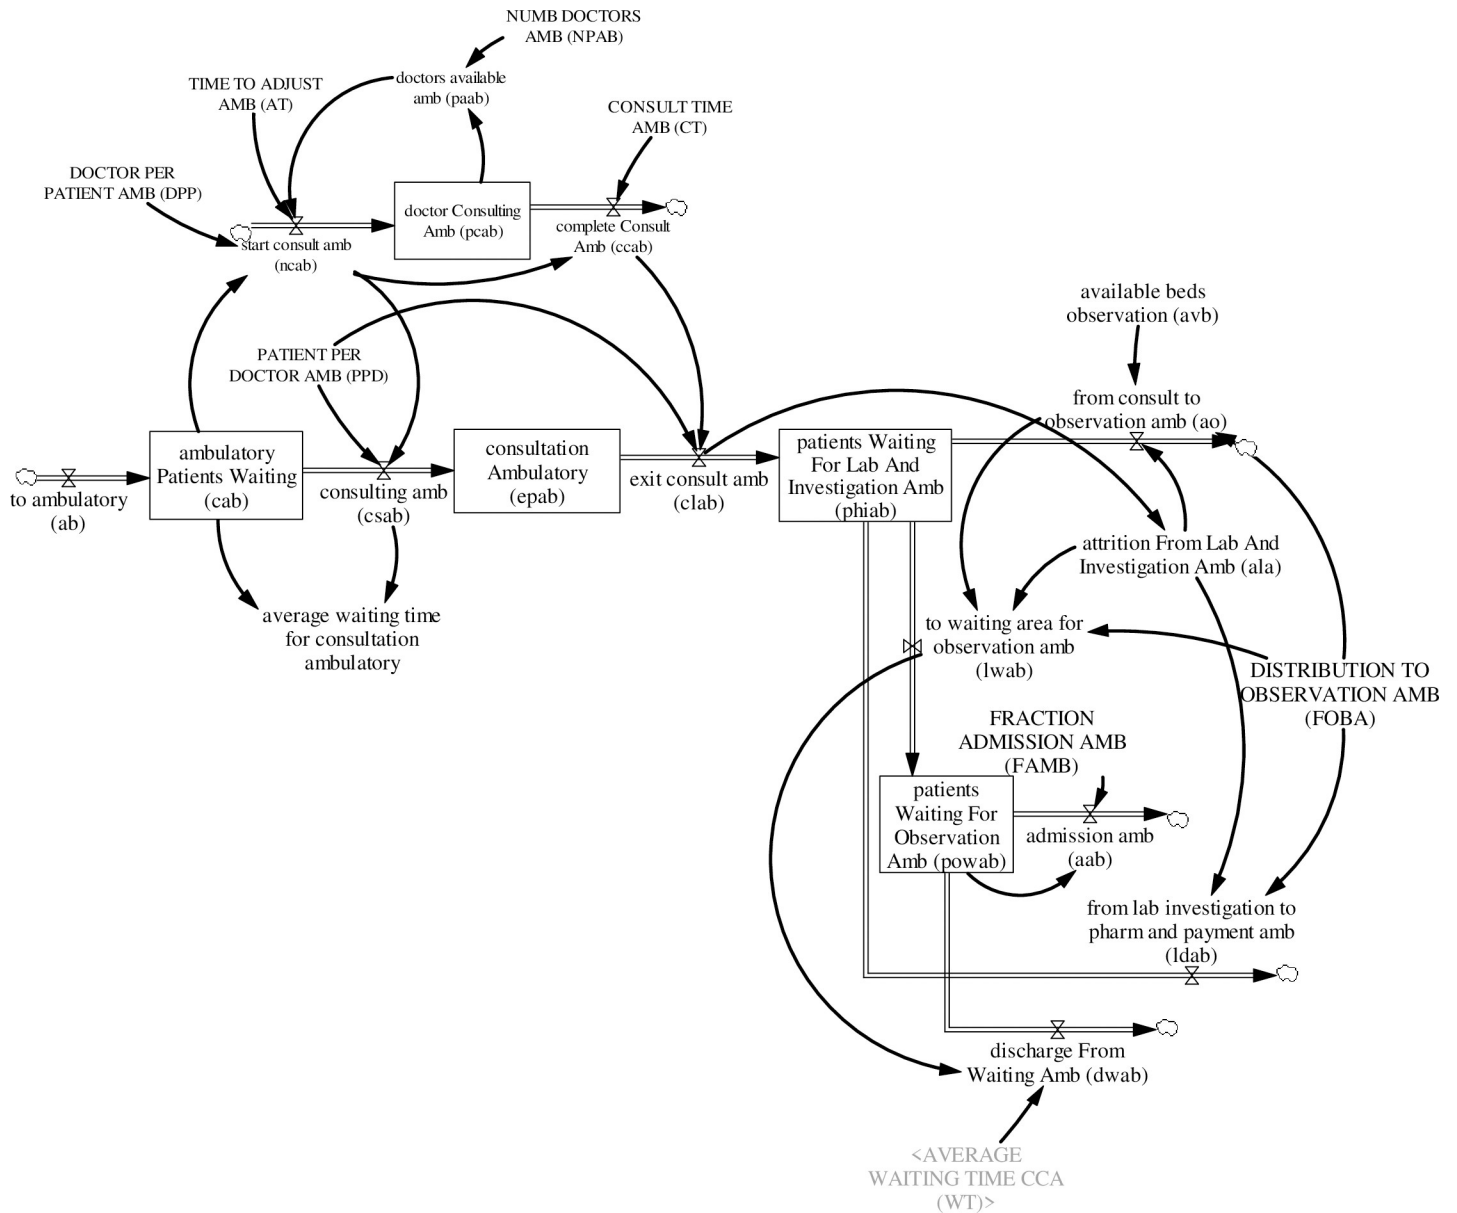 NUMB DOCTORS
AMB (NPAB)
TIME TO ADJUST
AMB (AT)
doctors available
amb (paab)
CONSULT TIME
AMB (CT)
DOCTOR PER
PATIENT AMB (DPP)
doctor Consulting
Amb (pcab)
start consult amb
(ncab)
complete Consult
Amb (ccab)
available beds
observation (avb)
PATIENT PER
DOCTOR AMB (PPD)
from consult to
observation amb (ao)
ambulatory
Patients Waiting
(cab)
consultation
Ambulatory
(epab)
patients Waiting
For Lab And
Investigation Amb
(phiab)
to ambulatory
(ab)
consulting amb
(csab)
exit consult amb
(clab)
attrition From Lab And
Investigation Amb (ala)
average waiting time
for consultation
ambulatory
to waiting area for
observation amb
(lwab)
DISTRIBUTION TO
OBSERVATION AMB
(FOBA)
FRACTION
ADMISSION AMB
(FAMB)
patients
Waiting For
Observation
Amb (powab)
admission amb
(aab)
from lab investigation to
pharm and payment amb
(ldab)
discharge From
Waiting Amb (dwab)
<AVERAGE
WAITING TIME CCA
(WT)>